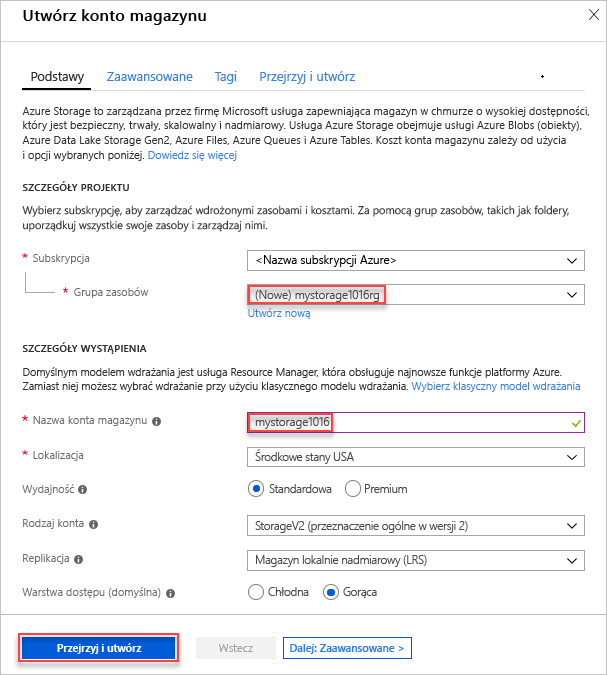 Utwórz konto magazynu
Podstawy Zaawansowane Tagi Przejrzyj i utwórz
Azure Storage to zarządzana przez firmę Microsoft usługa zapewniająca magazyn w chmurze o wysokiej dostępności,
który jest bezpieczny, trwały, skalowalny i nadmiarowy. Usługa Azure Storage obejmuje usługi Azure Blobs (obiekty),
Azure Data Lake Storage Gen2, Azure Files, Azure Queues i Azure Tables. Koszt konta magazynu zależy od użycia
i opcji wybranych poniżej. Dowiedz się więcej
SZCZEGÓŁY PROJEKTU
Wybierz subskrypcję, aby zarządzać wdrożonymi zasobami i kosztami. Za pomocą grup zasobów, takich jak foldery,
uporządkuj wszystkie swoje zasoby i zarządzaj nimi.
* Subskrypcja <Nazwa subskrypcji Azure>
* Grupa zasobów (Nowe) mystorage1016rg
Utwórz nową
SZCZEGÓŁY WYSTĄPIENIA
Domyślnym modelem wdrażania jest usługa Resource Manager, która obsługuje najnowsze funkcje platformy Azure.
Zamiast niej możesz wybrać wdrażanie przy użyciu klasycznego modelu wdrażania. Wybierz klasyczny model wdrażania
* Nazwa konta magazynu mystorage1016
* Lokalizacja Środkowe stany USA
Wydajność Standardowa Premium
Rodzaj konta StorageV2 (przeznaczenie ogólne w wersji 2)
Replikacja Magazyn lokalnie nadmiarowy (LRS)
Warstwa dostępu (domyślna) Chłodna Gorąca
Przejrzyj i utwórz Wstecz Dalej: Zaawansowane >